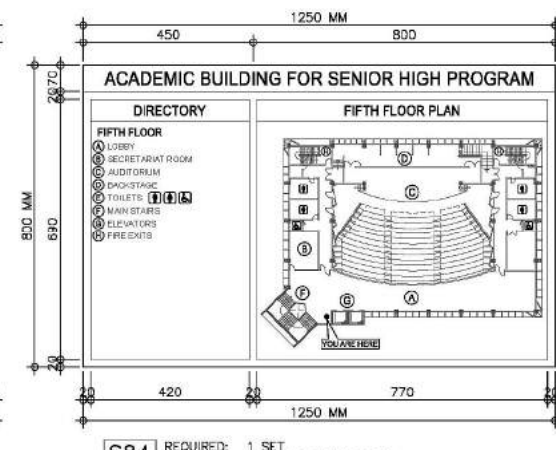 1250 MM
450 800
ACADEMIC BUILDING FOR SENIOR HIGH PROGRAM
DIRECTORY
FIFTH FLOOR
A LOBBY
B SECRETARIAT ROOM
C AUDITORIUM
D BACKSTAGE
E TOILETS
F MAIN STAIRS
G ELEVATORS
H FIRE EXITS
FIFTH FLOOR PLAN
H D H
C
B
F G A
YOU ARE HERE
20 70
800 MM
690
20
20 420 20 770 20
1250 MM
REQUIRED: 1 SET